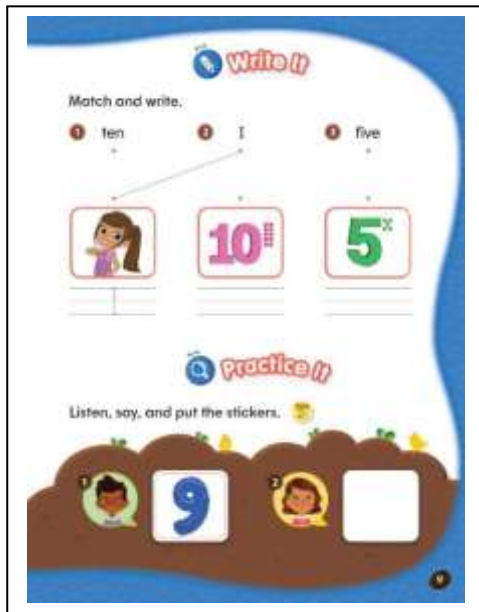 Write It
Match and write.
1 ten 2 I 3 five
10 5
I
Practice It
Listen, say, and put the stickers.
1 9 2